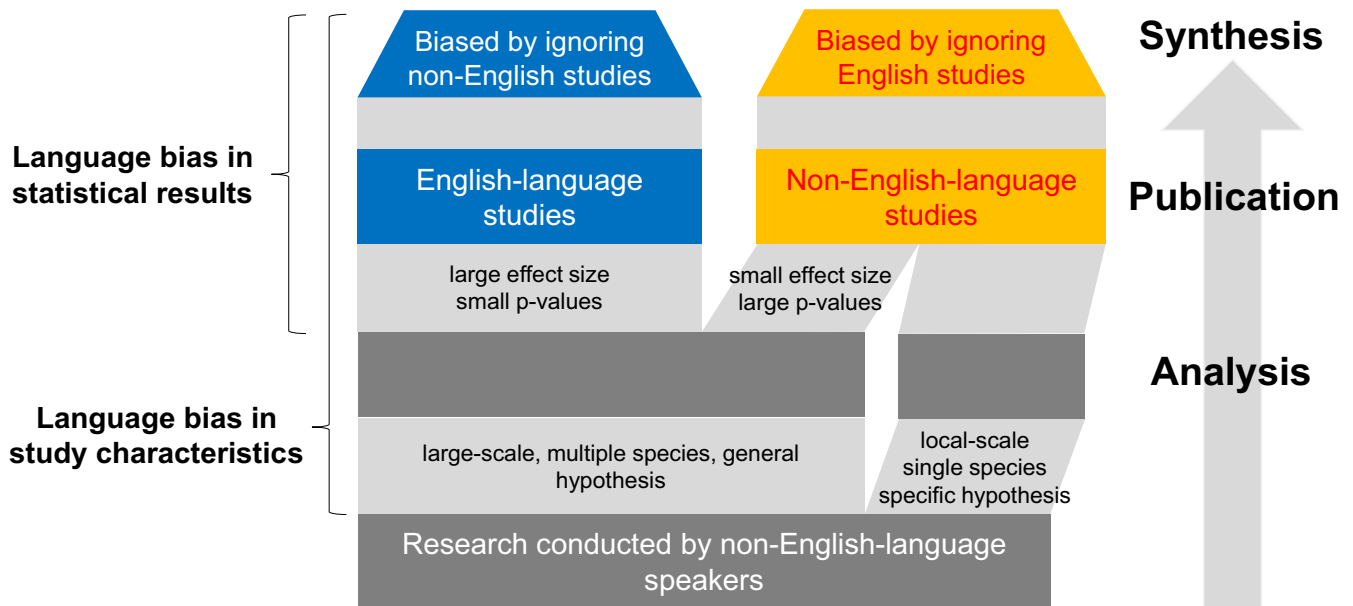 Biased by ignoring
non-English studies
Biased by ignoring
English studies
Synthesis
Language bias in
statistical results
English-language
studies
Non-English-language
studies
Publication
large effect size
small p-values
small effect size
large p-values
Analysis
Language bias in
study characteristics
large-scale, multiple species, general
hypothesis
local-scale
single species
specific hypothesis
Research conducted by non-English-language
speakers